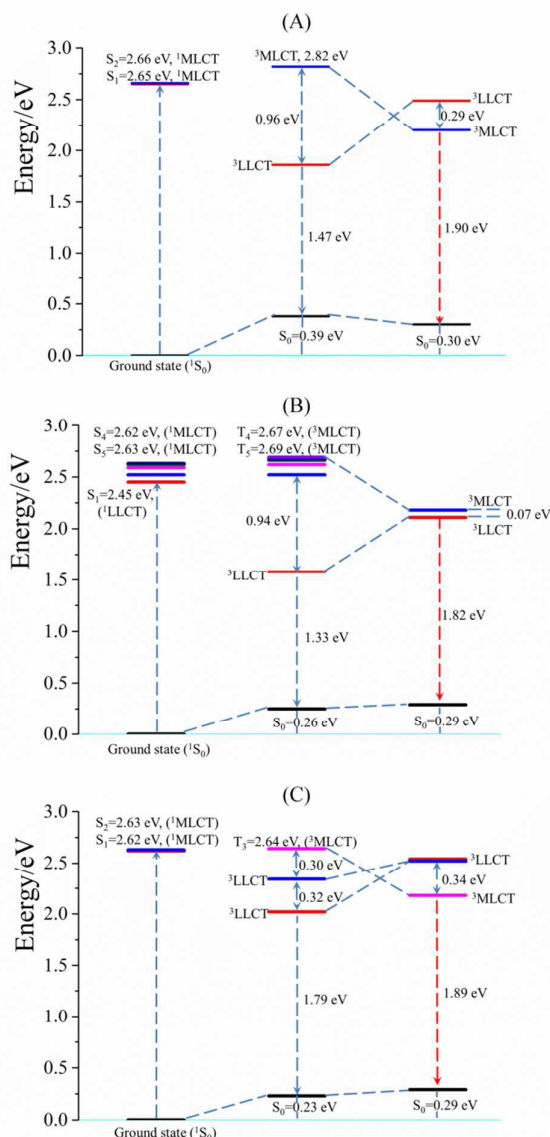 (A)
Energy/eV
3.0
2.5
2.0
1.5
1.0
0.5
0.0
S₂=2.66 eV, ¹MLCT
S₁=2.65 eV, ¹MLCT
³MLCT, 2.82 eV
0.96 eV
³LLCT
1.47 eV
S₀=0.39 eV
³LLCT
0.29 eV
³MLCT
1.90 eV
S₀=0.30 eV
Ground state (¹S₀)
(B)
Energy/eV
3.0
2.5
2.0
1.5
1.0
0.5
0.0
S₄=2.62 eV, (¹MLCT)
S₅=2.63 eV, (¹MLCT)
S₁=2.45 eV,
(¹LLCT)
T₄=2.67 eV, (³MLCT)
T₅=2.69 eV, (³MLCT)
0.94 eV
³LLCT
1.33 eV
S₀=0.26 eV
³MLCT
0.07 eV
³LLCT
1.82 eV
S₀=0.29 eV
Ground state (¹S₀)
(C)
Energy/eV
3.0
2.5
2.0
1.5
1.0
0.5
0.0
S₂=2.63 eV, (¹MLCT)
S₁=2.62 eV, (¹MLCT)
T₃=2.64 eV, (³MLCT)
0.30 eV
³LLCT
0.32 eV
³LLCT
1.79 eV
S₀=0.23 eV
³LLCT
0.34 eV
³MLCT
1.89 eV
S₀=0.29 eV
Ground state (¹S₀)